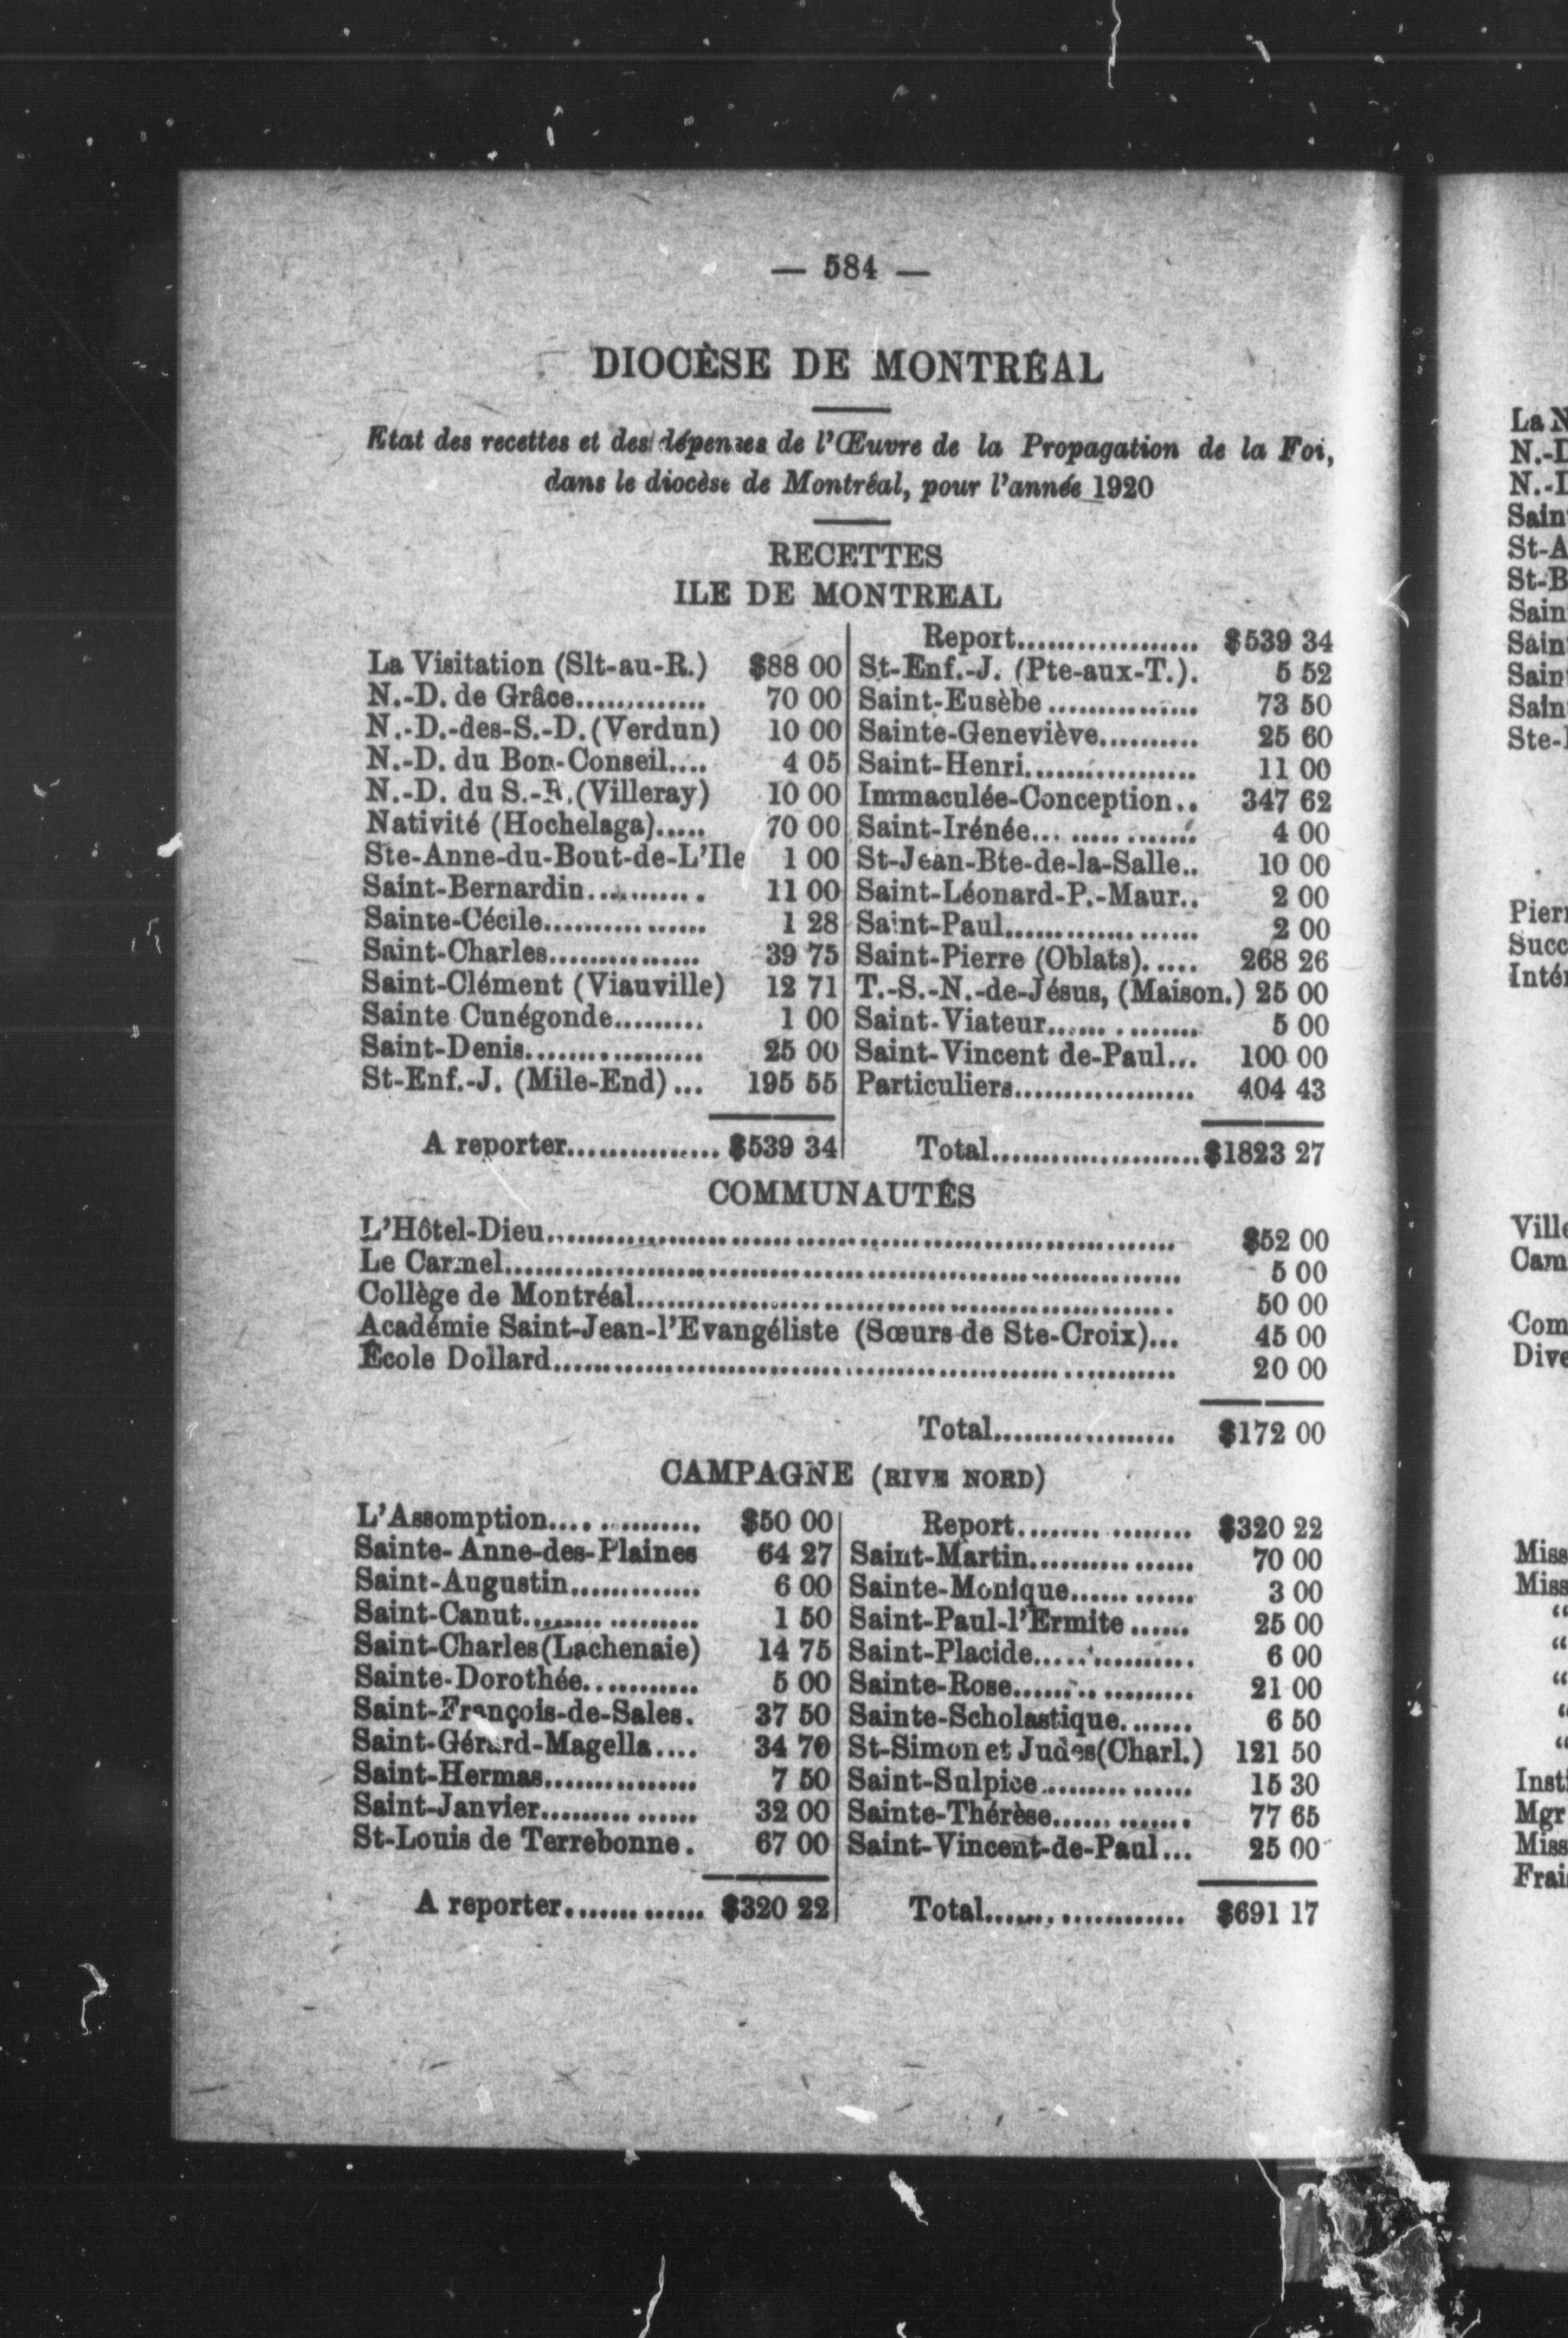 — 584 —
DIOCÈSE DE MONTRÉAL
Etat des recettes et des dépenses de l'Œuvre de la Propagation de la Foi,
dans le diocèse de Montréal, pour l'année 1920
RECETTES
ILE DE MONTREAL
La Visitation (Slt-au-R.) $88 00
N.-D. de Grâce............. 70 00
N.-D.-des-S.-D. (Verdun) 10 00
N.-D. du Bon-Conseil.... 4 05
N.-D. du S.-R. (Villeray) 10 00
Nativité (Hochelaga)..... 70 00
Ste-Anne-du-Bout-de-L'Ile 1 00
Saint-Bernardin............ 11 00
Sainte-Cécile................ 1 28
Saint-Charles............... 39 75
Saint-Clément (Viauville) 12 71
Sainte Cunégonde......... 1 00
Saint-Denis.................. 25 00
St-Enf.-J. (Mile-End)... 195 55
A reporter................ $539 34
Report................... $539 34
St-Enf.-J. (Pte-aux-T.). 5 52
Saint-Eusèbe............... 73 50
Sainte-Geneviève.......... 25 60
Saint-Henri................. 11 00
Immaculée-Conception.. 347 62
Saint-Irénée... ..... ....... 4 00
St-Jean-Bte-de-la-Salle.. 10 00
Saint-Léonard-P.-Maur.. 2 00
Saint-Paul................... 2 00
Saint-Pierre (Oblats)...... 268 26
T.-S.-N.-de-Jésus, (Maison.) 25 00
Saint-Viateur...... . ........ 5 00
Saint-Vincent de-Paul... 100 00
Particuliers.................. 404 43
Total..................... $1823 27
COMMUNAUTÉS
L'Hôtel-Dieu.............................................................. $52 00
Le Carmel................................................................... 5 00
Collège de Montréal..................................................... 50 00
Académie Saint-Jean-l'Evangéliste (Sœurs de Ste-Croix)... 45 00
École Dollard.............................................................. 20 00
Total.................. $172 00
CAMPAGNE (RIVE NORD)
L'Assomption.... . .......... $50 00
Sainte-Anne-des-Plaines 64 27
Saint-Augustin............. 6 00
Saint-Canut........ ......... 1 50
Saint-Charles (Lachenaie) 14 75
Sainte-Dorothée........... 5 00
Saint-François-de-Sales. 37 50
Saint-Gérard-Magella.... 34 70
Saint-Hermas............... 7 50
Saint-Janvier......... ...... 32 00
St-Louis de Terrebonne. 67 00
A reporter.............. $320 22
Report........ ........ $320 22
Saint-Martin.......... ...... 70 00
Sainte-Monique...... ...... 3 00
Saint-Paul-l'Ermite...... 25 00
Saint-Placide................ 6 00
Sainte-Rose........ ......... 21 00
Sainte-Scholastique....... 6 50
St-Simon et Judes (Charl.) 121 50
Saint-Sulpice......... ...... 15 30
Sainte-Thérèse...... ....... 77 65
Saint-Vincent-de-Paul... 25 00
Total.................... $691 17